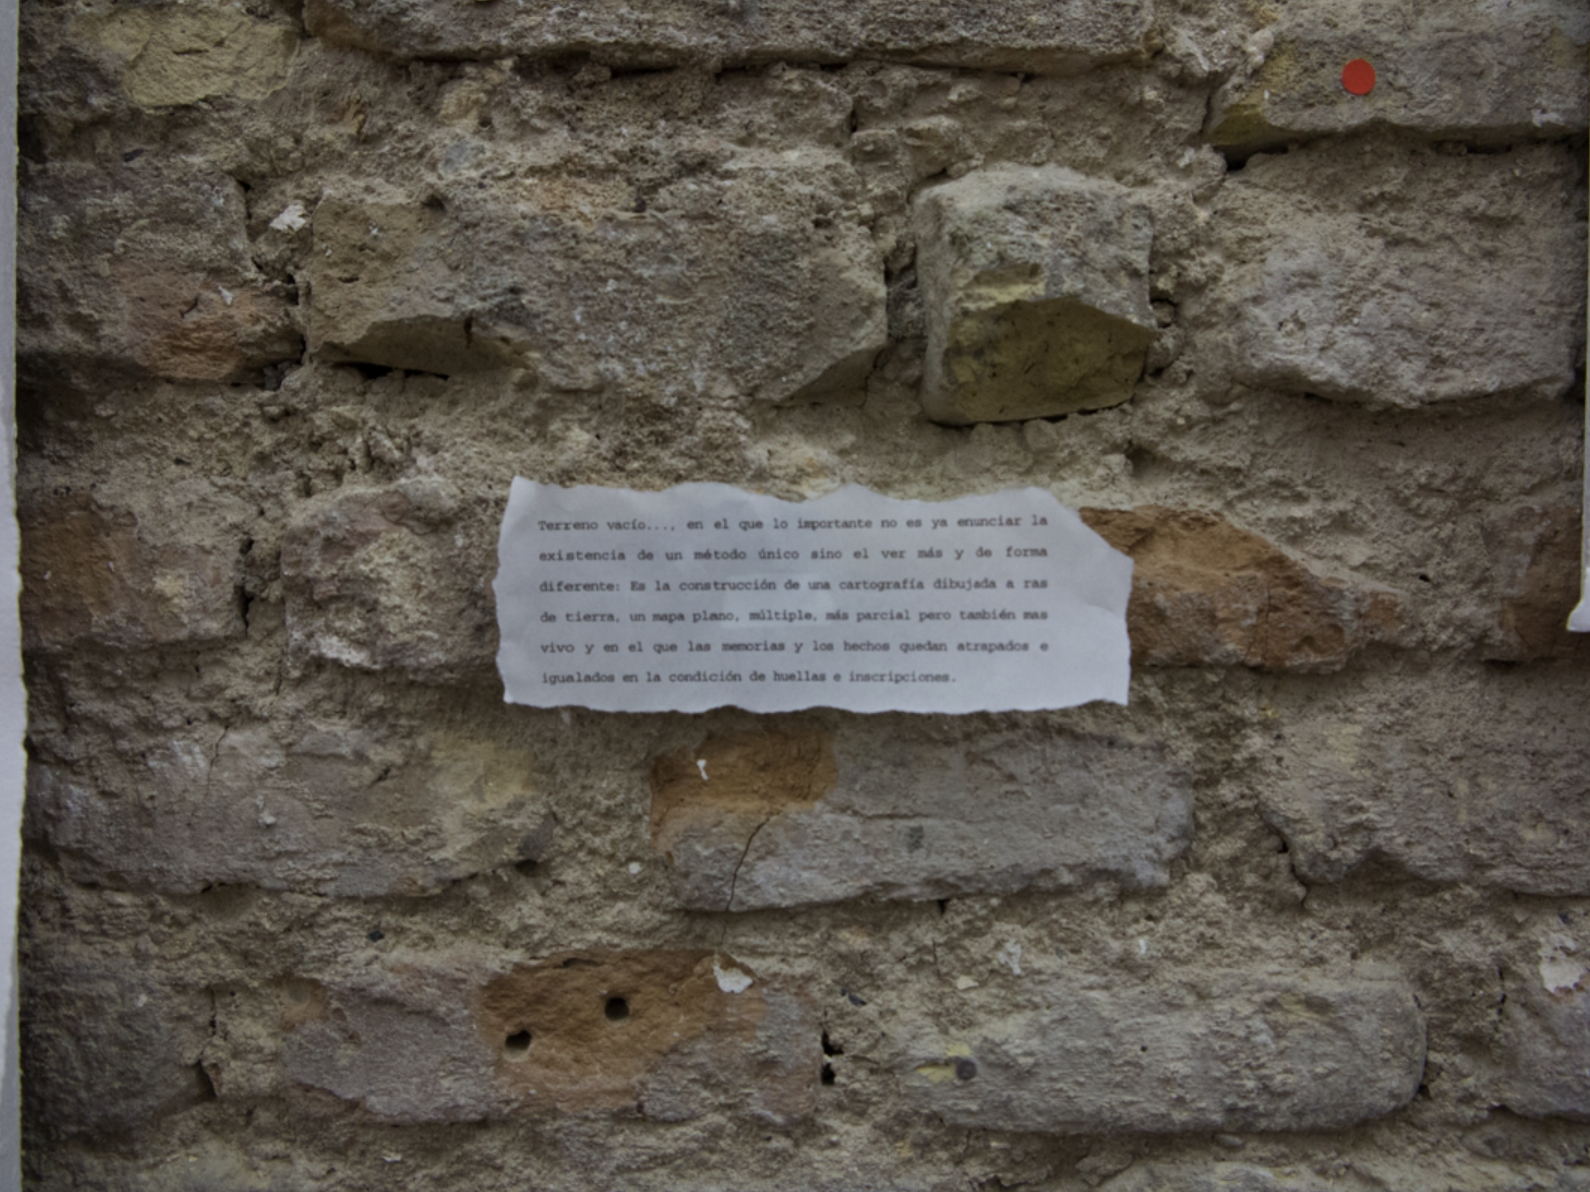 Terreno vacío..., en el que lo importante no es ya enunciar la
existencia de un método único sino el ver más y de forma
diferente: Es la construcción de una cartografía dibujada a ras
de tierra, un mapa plano, múltiple, más parcial pero también mas
vivo y en el que las memorias y los hechos quedan atrapados e
igualados en la condición de huellas e inscripciones.